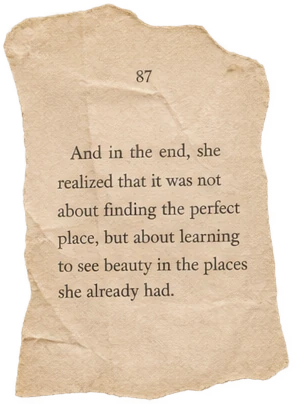 87
And in the end, she
realized that it was not
about finding the perfect
place, but about learning
to see beauty in the places
she already had.